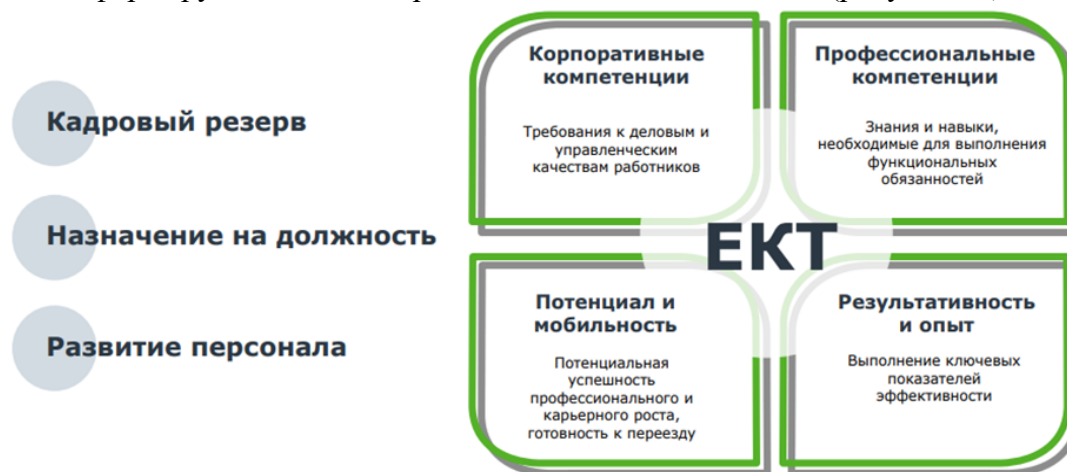 Кадровый резерв
Назначение на должность
Развитие персонала
Корпоративные
компетенции
Требования к деловым и
управленческим
качествам работников
Профессиональные
компетенции
Знания и навыки,
необходимые для выполнения
функциональных
обязанностей
ЕКТ
Потенциал и
мобильность
Потенциальная
успешность
профессионального и
карьерного роста,
готовность к переезду
Результативность
и опыт
Выполнение ключевых
показателей
эффективности